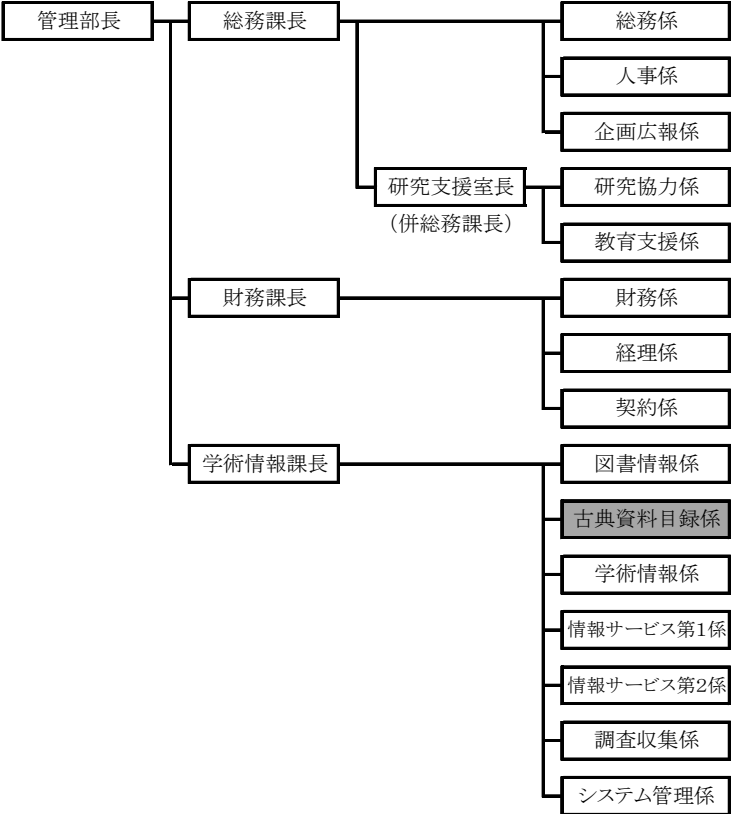 管理部長
総務課長
総務係
人事係
企画広報係
研究支援室長
(併総務課長)
研究協力係
教育支援係
財務課長
財務係
経理係
契約係
学術情報課長
図書情報係
古典資料目録係
学術情報係
情報サービス第1係
情報サービス第2係
調査収集係
システム管理係